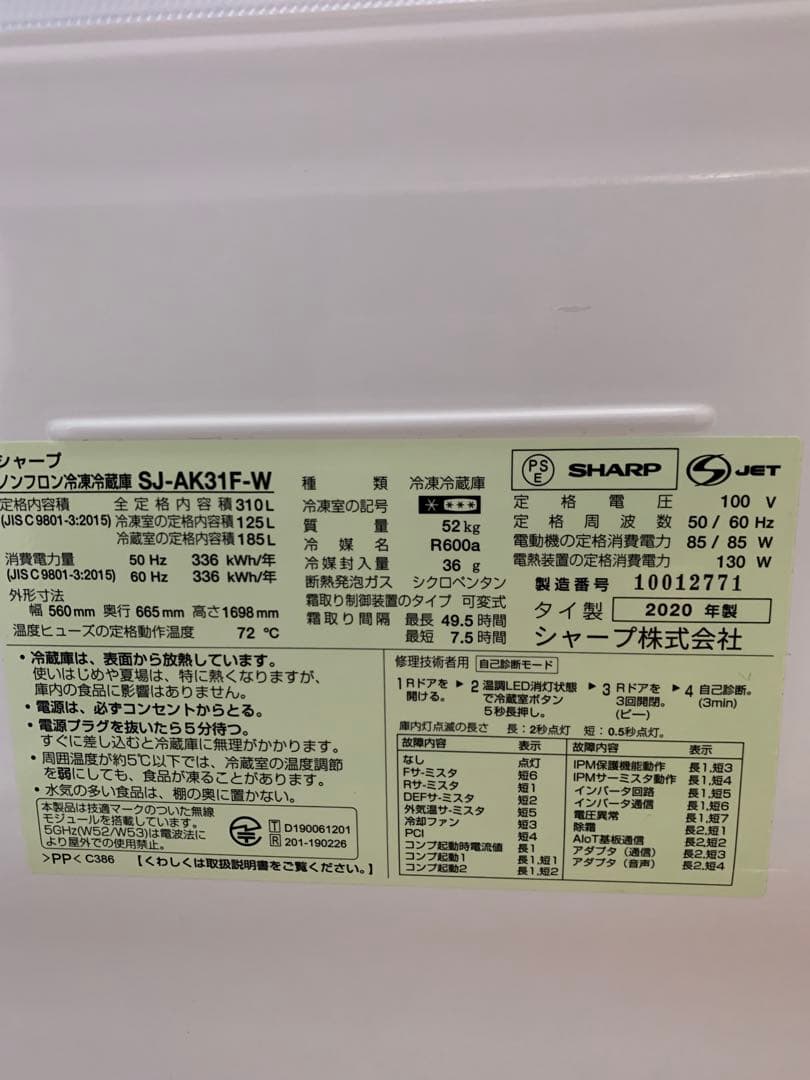 シャープ
ノンフロン冷凍冷蔵庫 SJ-AK31F-W
定格内容積 全定格内容積 310L
(JIS C 9801-3:2015) 冷凍室の定格内容積 125L
冷蔵室の定格内容積 185L
消費電力量 50 Hz 336 kWh/年
(JIS C 9801-3:2015) 60 Hz 336 kWh/年
外形寸法
幅 560mm 奥行 665mm 高さ 1698mm
温度ヒューズの定格動作温度 72 ℃
種類 冷凍冷蔵庫
冷凍室の記号
質量 52kg
冷媒名 R600a
冷媒封入量 36 g
断熱発泡ガス シクロペンタン
霜取り制御装置のタイプ 可変式
霜取り間隔 最長 49.5時間
最短 7.5時間
PSE SHARP S JET
定格電圧 100 V
定格周波数 50 / 60 Hz
電動機の定格消費電力 85 / 85 W
電熱装置の定格消費電力 130 W
製造番号 10012771
タイ製 2020 年製
シャープ株式会社
・冷蔵庫は、表面から放熱しています。
使いはじめや夏場は、特に熱くなりますが、
庫内の食品に影響はありません。
・電源は、必ずコンセントからとる。
・電源プラグを抜いたら5分待つ。
すぐに差し込むと冷蔵庫に無理がかかります。
・周囲温度が約5℃以下では、冷蔵室の温度調節
を弱にしても、食品が凍ることがあります。
・水気の多い食品は、棚の奥に置かない。
本製品は技適マークのついた無線
モジュールを搭載しています。
5GHz(W52/W53)は電波法に
より屋外での使用禁止。
T D190061201
R 201-190226
>PP< C386 【くわしくは取扱説明書をご覧ください。】
修理技術者用 自己診断モード
1 Rドアを開ける。 ▶ 2 温調LED消灯状態で冷蔵室ボタン5秒長押し。 ▶ 3 Rドアを3回開閉。(ピー) ▶ 4 自己診断。(3min)
庫内灯点滅の長さ 長：2秒点灯 短：0.5秒点灯。
故障内容 表示
なし 点灯
Fサーミスタ 短6
Rサーミスタ 短1
DEFサーミスタ 短2
外気温サーミスタ 短5
冷却ファン 短3
PCI 短4
コンプ起動時電流値 長1
コンプ起動1 長1,短1
コンプ起動2 長1,短2
故障内容 表示
IPM保護機能動作 長1,短3
IPMサーミスタ動作 長1,短4
インバータ回路 長1,短5
インバータ通信 長1,短6
電圧異常 長1,短7
除霜 長2,短1
AIoT基板通信 長2,短2
アダプタ（通信） 長2,短3
アダプタ（音声） 長2,短4